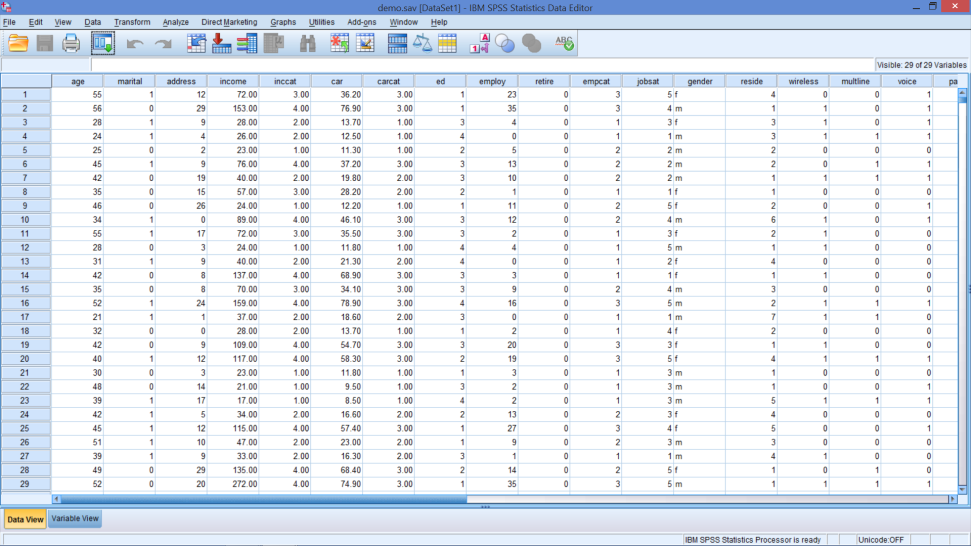 demo.sav [DataSet1] - IBM SPSS Statistics Data Editor
File Edit View Data Transform Analyze Direct Marketing Graphs Utilities Add-ons Window Help
Visible: 29 of 29 Variables
age marital address income inccat car carcat ed employ retire empcat jobsat gender reside wireless multline voice pa
1 55 1 12 72.00 3.00 36.20 3.00 1 23 0 3 5 f 4 0 0 1
2 56 0 29 153.00 4.00 76.90 3.00 1 35 0 3 4 m 1 0 0 1
3 28 1 9 28.00 2.00 13.70 1.00 3 4 0 1 3 f 3 1 0 1
4 24 1 4 26.00 2.00 12.50 1.00 4 0 0 1 1 m 3 1 1 1
5 25 0 2 23.00 1.00 11.30 1.00 2 5 0 2 2 m 2 0 0 0
6 45 1 9 76.00 4.00 37.20 3.00 3 13 0 2 2 m 2 0 1 1
7 42 0 19 40.00 2.00 19.80 2.00 3 10 0 2 2 m 1 1 1 1
8 35 0 15 57.00 3.00 28.20 2.00 2 1 0 1 1 f 1 1 0 0
9 46 0 26 24.00 1.00 12.20 1.00 1 11 0 2 5 f 2 0 0 1
10 34 1 0 89.00 4.00 46.10 3.00 3 12 0 2 4 m 6 1 0 1
11 55 1 17 72.00 3.00 35.50 3.00 3 2 0 1 3 f 2 1 0 0
12 28 0 3 24.00 1.00 11.80 1.00 4 4 0 1 5 m 1 1 0 0
13 31 1 9 40.00 2.00 21.30 2.00 4 0 0 1 2 f 4 0 0 0
14 42 0 8 137.00 4.00 68.90 3.00 3 3 0 1 1 f 1 1 0 0
15 35 0 8 70.00 3.00 34.10 3.00 3 9 0 2 4 m 3 0 0 0
16 52 1 24 159.00 4.00 78.90 3.00 4 16 0 3 5 m 2 1 1 0
17 21 1 1 37.00 2.00 18.60 2.00 3 0 0 1 1 m 7 1 1 0
18 32 0 0 28.00 2.00 13.70 1.00 1 2 0 1 4 f 2 0 0 0
19 42 0 9 109.00 4.00 54.70 3.00 3 20 0 3 3 f 1 1 0 0
20 40 1 12 117.00 4.00 58.30 3.00 2 19 0 3 5 f 4 1 1 1
21 30 0 3 23.00 1.00 11.80 1.00 1 3 0 1 3 m 1 0 0 0
22 48 0 14 21.00 1.00 9.50 1.00 3 2 0 1 3 m 1 0 0 1
23 39 1 17 17.00 1.00 8.50 1.00 4 2 0 1 3 m 5 1 1 0
24 42 1 5 34.00 2.00 16.60 2.00 2 13 0 2 3 f 4 0 0 0
25 45 1 12 115.00 4.00 57.40 3.00 1 27 0 3 4 f 5 0 0 1
26 51 1 10 47.00 2.00 23.00 2.00 1 9 0 2 3 m 3 0 0 0
27 39 1 9 33.00 2.00 16.30 2.00 3 1 0 1 1 m 4 1 0 1
28 49 0 29 135.00 4.00 68.40 3.00 2 14 0 2 5 f 1 0 1 0
29 52 0 20 272.00 4.00 74.90 3.00 1 35 0 3 5 m 1 0 1 0
Data View Variable View
IBM SPSS Statistics Processor is ready Unicode:OFF